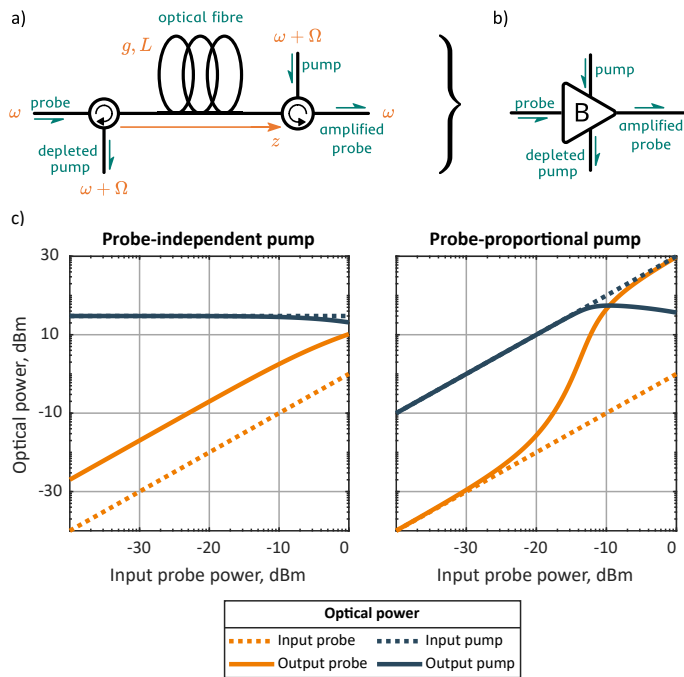 a)
optical fibre
g, L
ω + Ω
pump
ω
probe
ω
amplified
probe
z
depleted
pump
ω + Ω
b)
pump
probe
B
amplified
probe
depleted
pump
c)
Probe-independent pump
Probe-proportional pump
Optical power, dBm
30
10
-10
-30
-30
-20
-10
0
Input probe power, dBm
-30
-20
-10
0
Input probe power, dBm
Optical power
Input probe
Input pump
Output probe
Output pump